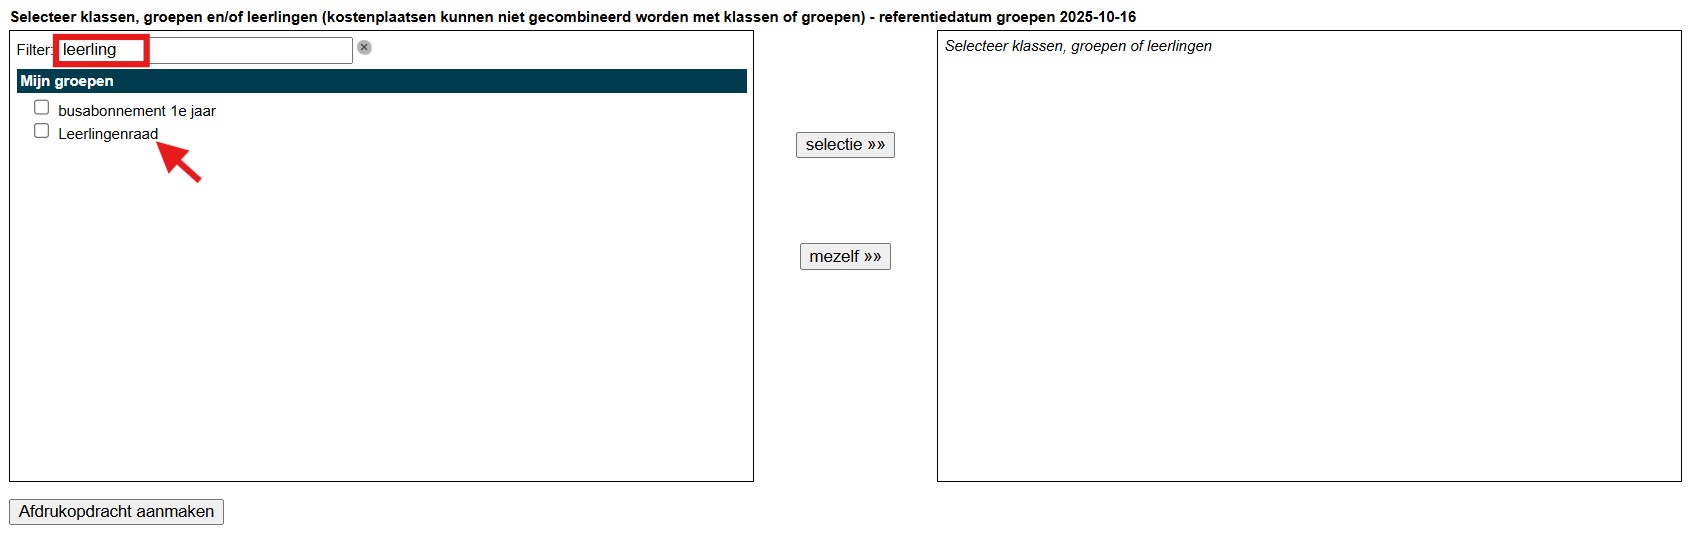 Selecteer klassen, groepen en/of leerlingen (kostenplaatsen kunnen niet gecombineerd worden met klassen of groepen) - referentiedatum groepen 2025-10-16
Filter: leerling
Mijn groepen
busabonnement 1e jaar
Leerlingenraad
selectie »»
mezelf »»
Selecteer klassen, groepen of leerlingen
Afdrukopdracht aanmaken